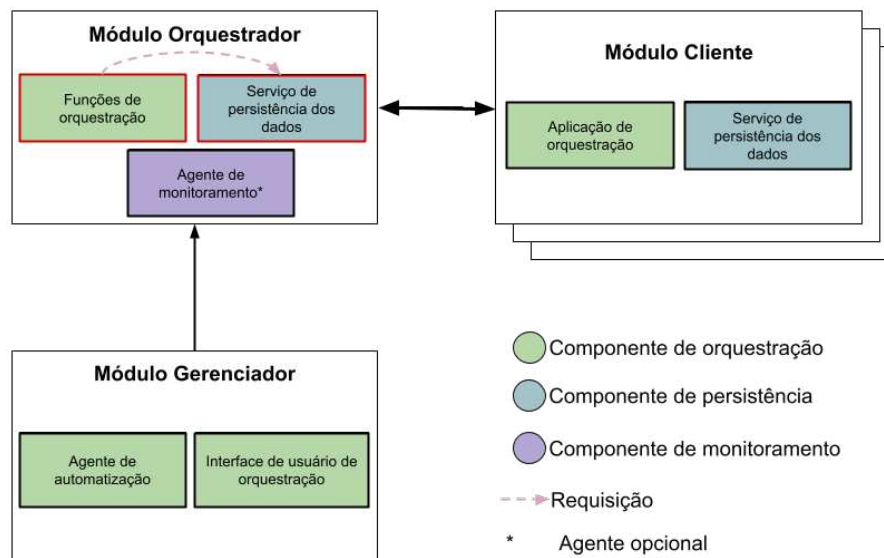 Módulo Orquestrador
Funções de
orquestração
Serviço de
persistência dos
dados
Agente de
monitoramento*
Módulo Cliente
Aplicação de
orquestração
Serviço de
persistência dos
dados
Módulo Gerenciador
Agente de
automatização
Interface de usuário de
orquestração
Componente de orquestração
Componente de persistência
Componente de monitoramento
Requisição
* Agente opcional